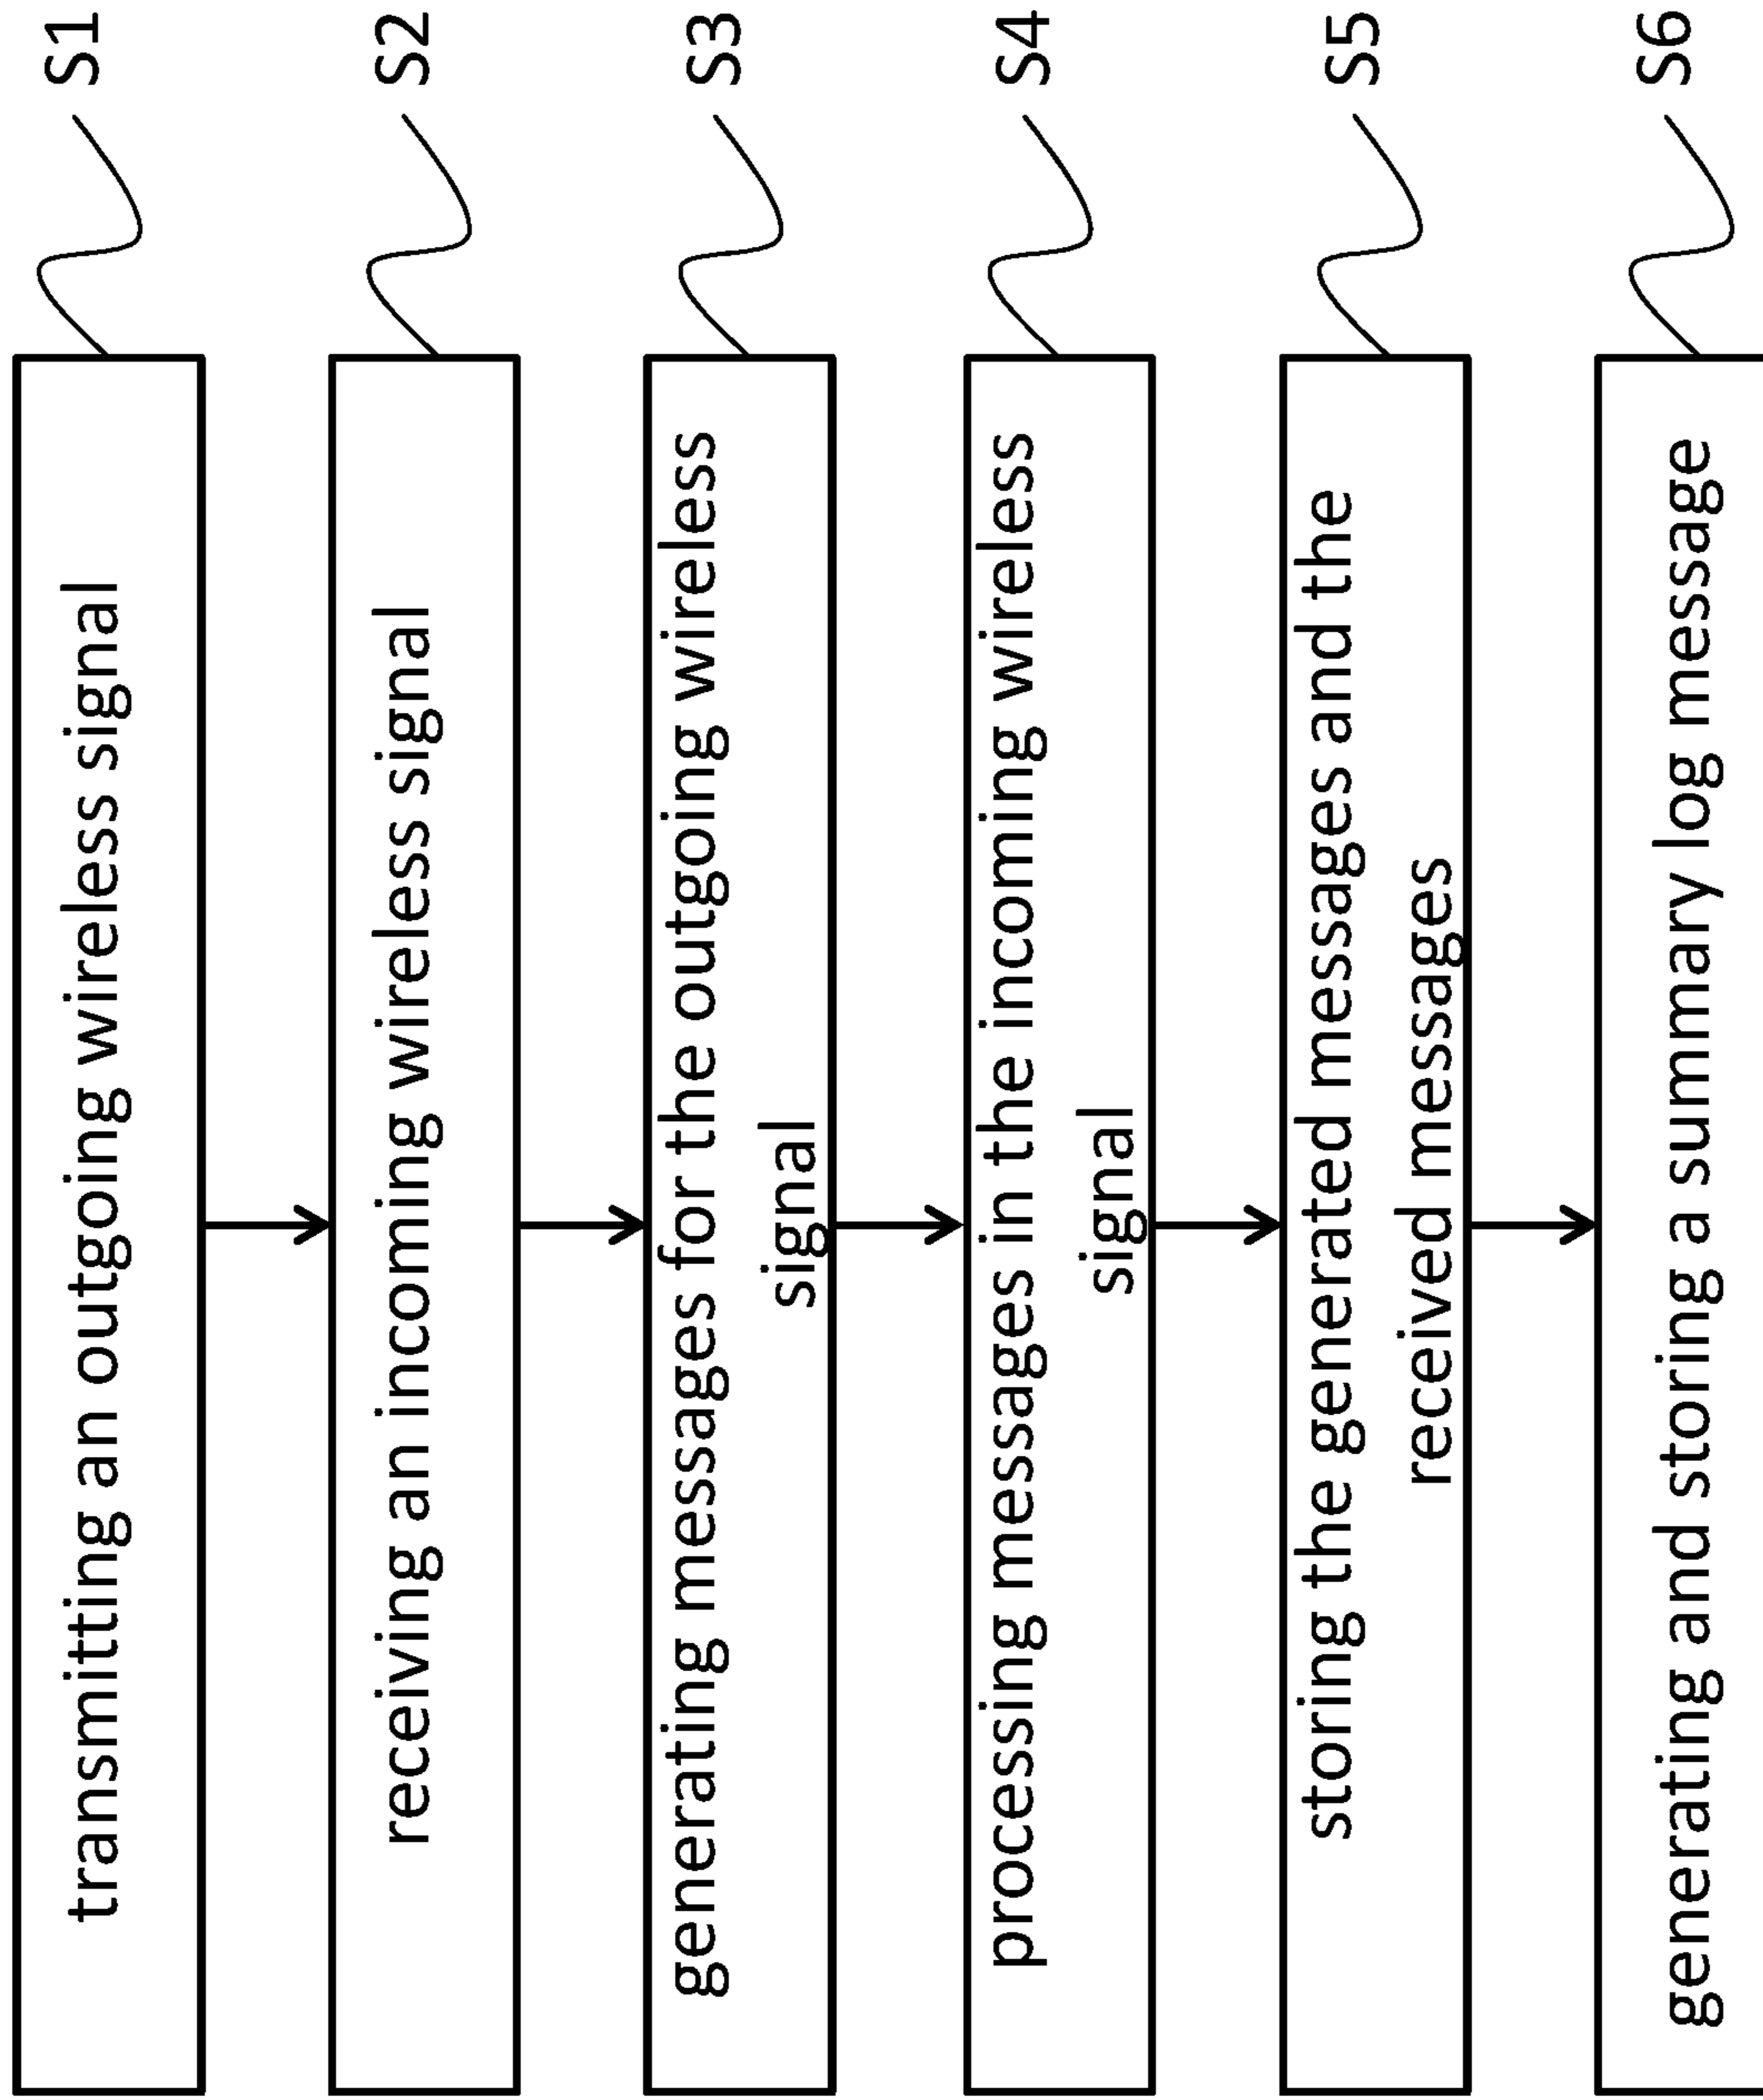 transmitting an outgoing wireless signal
S1
receiving an incoming wireless signal
S2
generating messages for the outgoing wireless
signal
S3
processing messages in the incoming wireless
signal
S4
storing the generated messages and the
received messages
S5
generating and storing a summary log message
S6